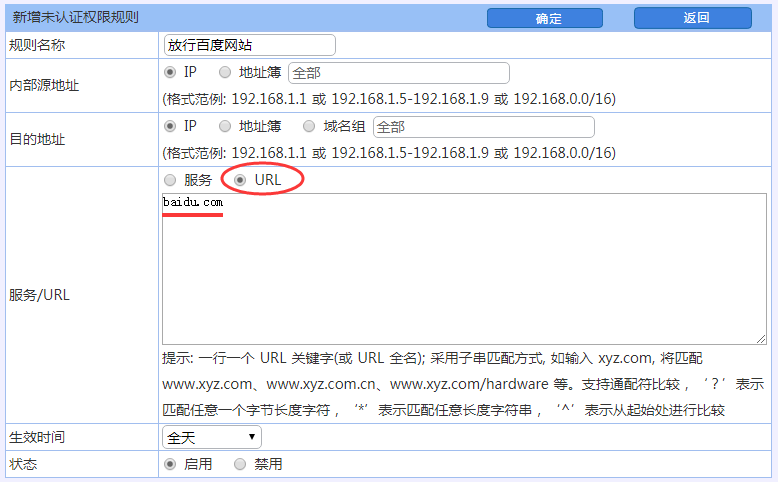 新增未认证权限规则 确定 返回
规则名称 放行百度网站
内部源地址 IP 地址簿 全部
(格式范例: 192.168.1.1 或 192.168.1.5-192.168.1.9 或 192.168.0.0/16)
目的地址 IP 地址簿 域名组 全部
(格式范例: 192.168.1.1 或 192.168.1.5-192.168.1.9 或 192.168.0.0/16)
服务 URL
baidu.com
服务/URL
提示: 一行一个 URL 关键字(或 URL 全名); 采用子串匹配方式, 如输入 xyz.com, 将匹配
www.xyz.com、www.xyz.com.cn、www.xyz.com/hardware 等。支持通配符比较，‘？’表示
匹配任意一个字节长度字符，‘*’表示匹配任意长度字符串，‘^’表示从起始处进行比较
生效时间 全天
状态 启用 禁用